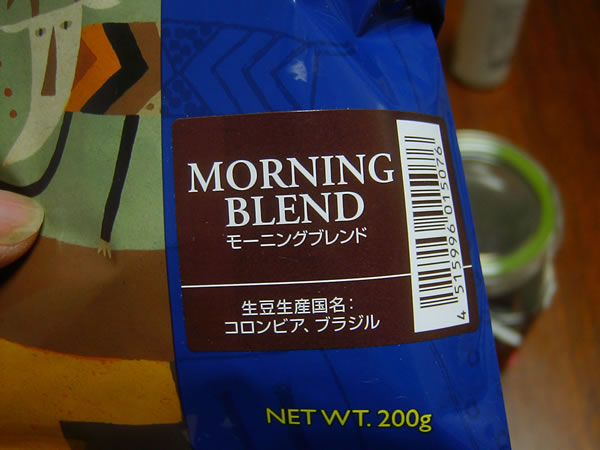 MORNING
BLEND
モーニングブレンド
生豆生産国名:
コロンビア、ブラジル
4 515996 015076
NET WT. 200g